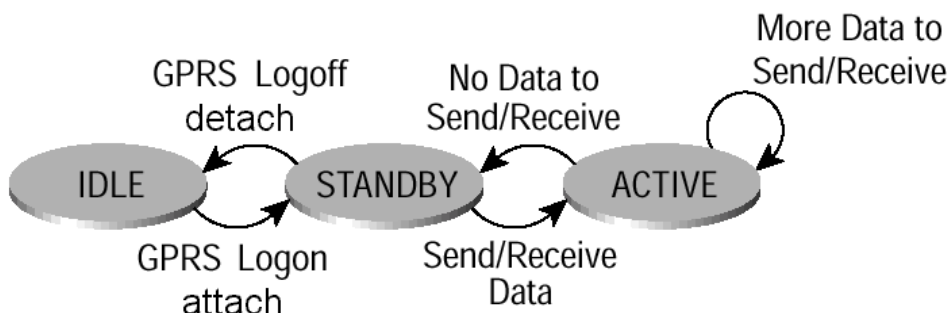 More Data to
Send/Receive
GPRS Logoff
detach
No Data to
Send/Receive
IDLE
STANDBY
ACTIVE
GPRS Logon
attach
Send/Receive
Data